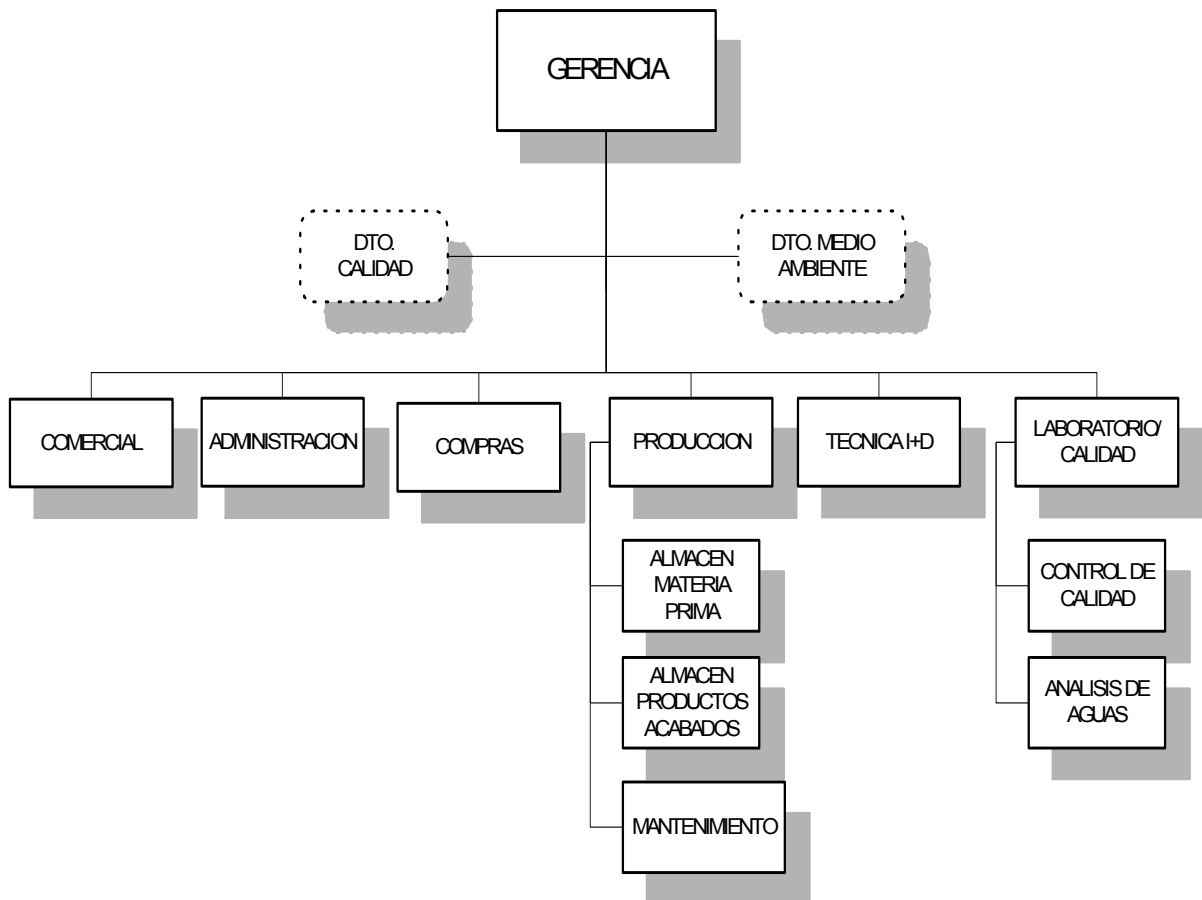 GERENCIA
DTO.
CALIDAD
DTO. MEDIO
AMBIENTE
COMERCIAL
ADMINISTRACION
COMPRAS
PRODUCCION
TECNICA I+D
LABORATORIO/
CALIDAD
ALMACEN
MATERIA
PRIMA
CONTROL DE
CALIDAD
ALMACEN
PRODUCTOS
ACABADOS
ANALISIS DE
AGUAS
MANTENIMIENTO